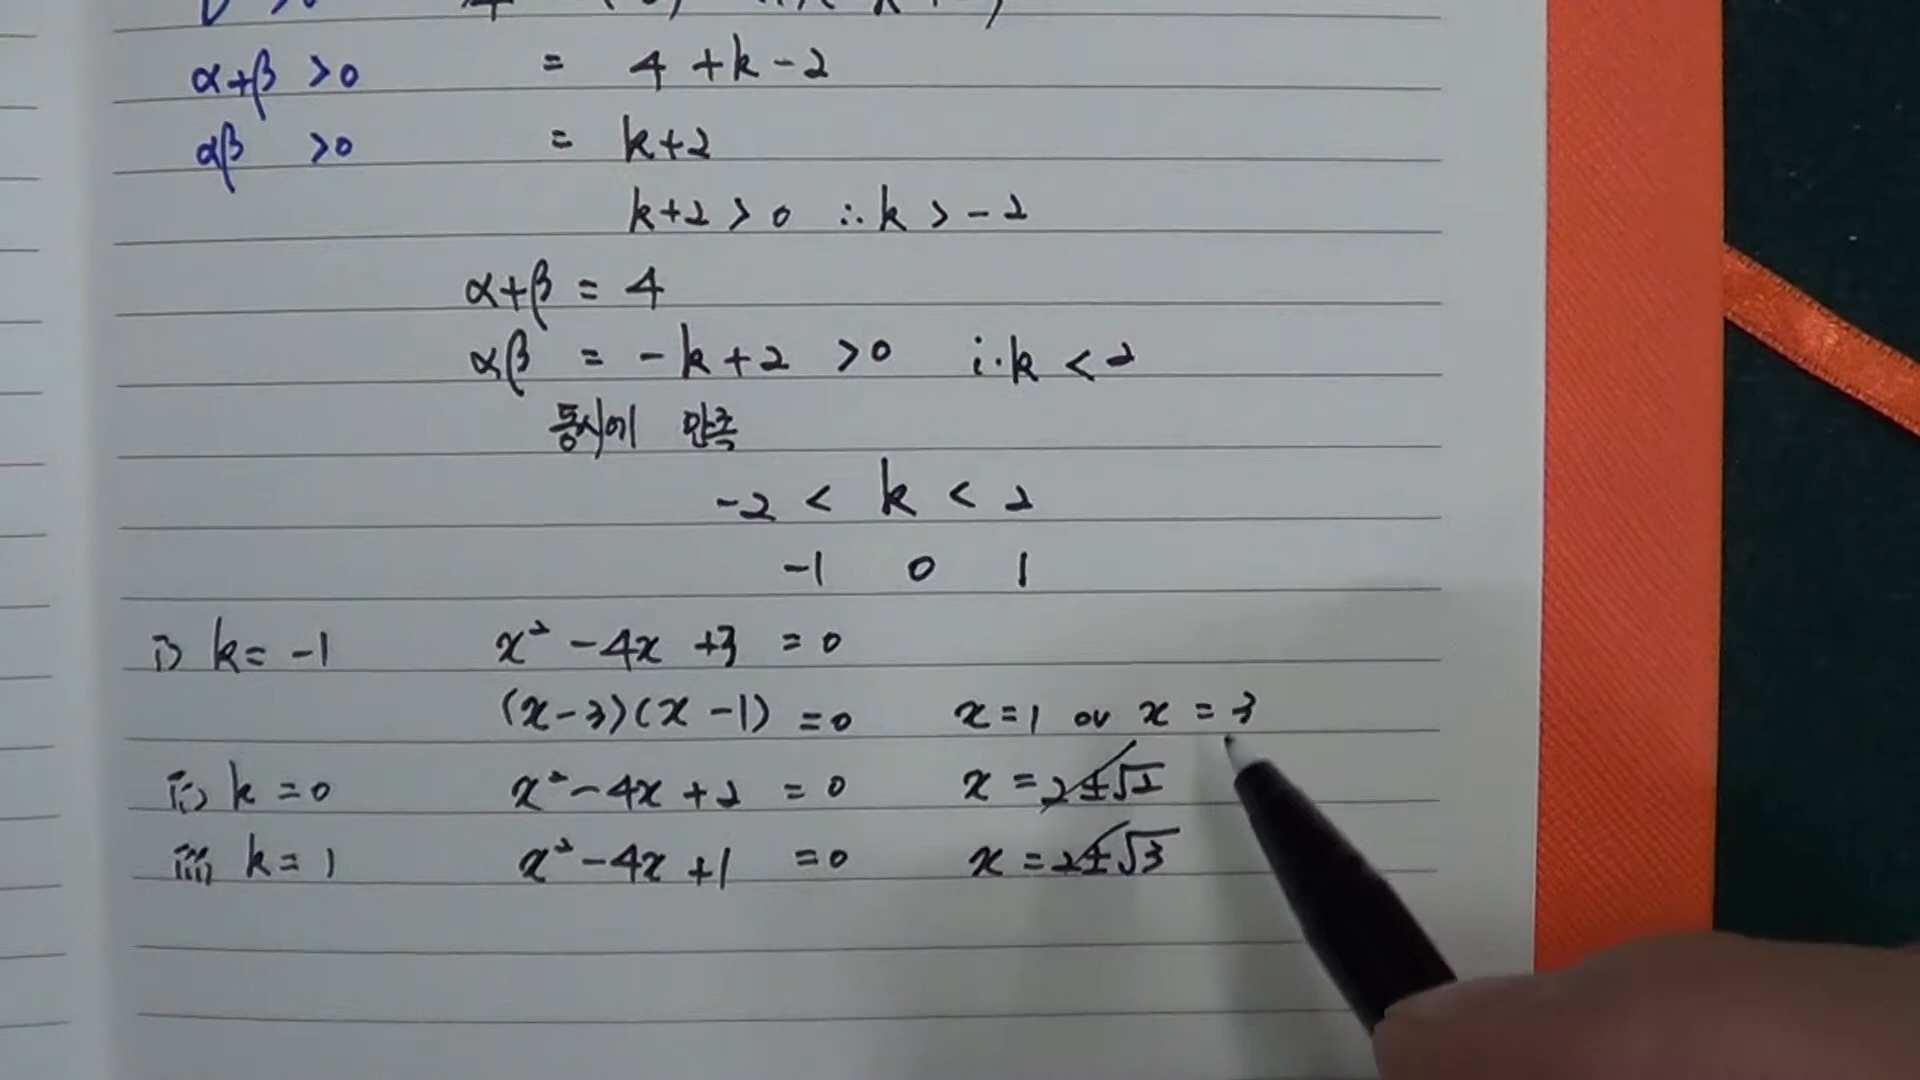 α+β >0 = 4 +k-2
αβ >0 = k+2
k+2 > 0 ∴k > -2
α+β = 4
αβ = -k+2 >0 ∴k < 2
동시에 만족
-2 < k < 2
-1 0 1
i) k= -1 x² -4x +3 = 0
(x-3)(x-1) =0 x=1 or x =3
ii) k =0 x²-4x+2 =0 x =2±√2
iii) k=1 x²-4x+1 =0 x =2±√3